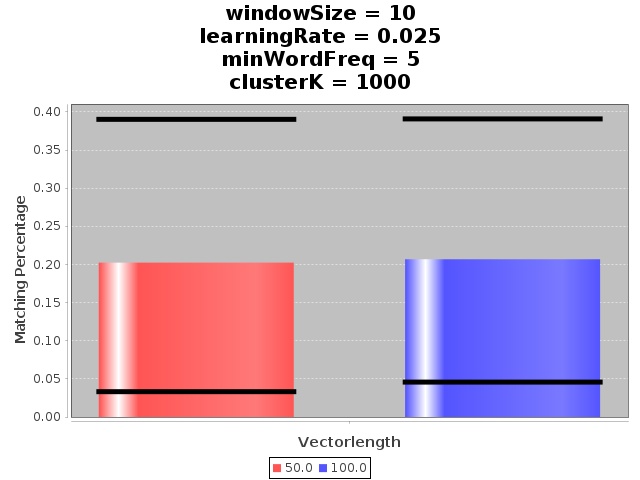 windowSize = 10
learningRate = 0.025
minWordFreq = 5
clusterK = 1000
0.40
0.35
0.30
0.25
0.20
0.15
0.10
0.05
0.00
Matching Percentage
Vectorlength
50.0 100.0